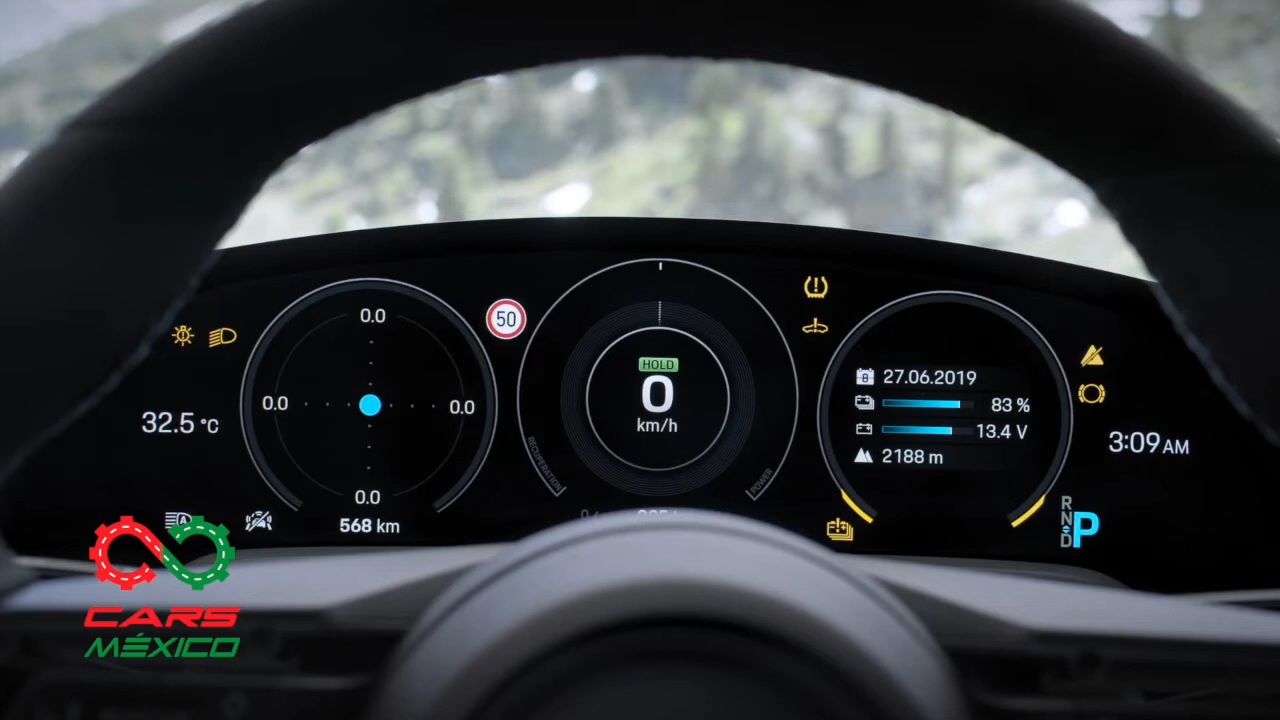 32.5 °C
0.0
0.0
0.0
0.0
568 km
50
HOLD
0
km/h
RECUPERATION
POWER
27.06.2019
83 %
13.4 V
2188 m
3:09 AM
R
N
D
P
CARS
MÉXICO